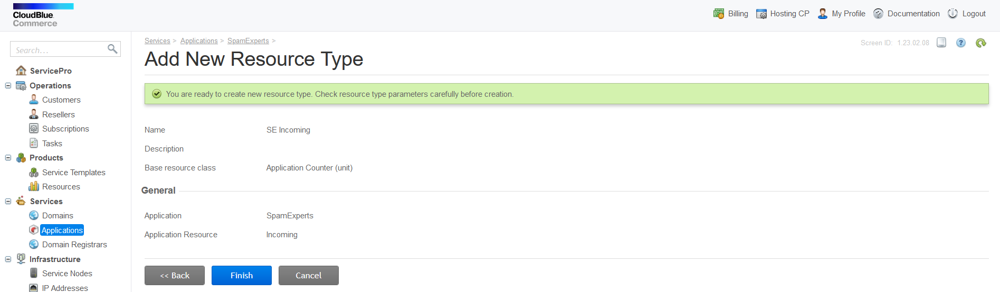 CloudBlue
Commerce
Billing
Hosting CP
My Profile
Documentation
Logout
Search...
ServicePro
Operations
Customers
Resellers
Subscriptions
Tasks
Products
Service Templates
Resources
Services
Domains
Applications
Domain Registrars
Infrastructure
Service Nodes
IP Addresses
Services > Applications > SpamExperts >
Screen ID: 1.23.02.08
Add New Resource Type
You are ready to create new resource type. Check resource type parameters carefully before creation.
Name SE Incoming
Description
Base resource class Application Counter (unit)
General
Application SpamExperts
Application Resource Incoming
<< Back
Finish
Cancel